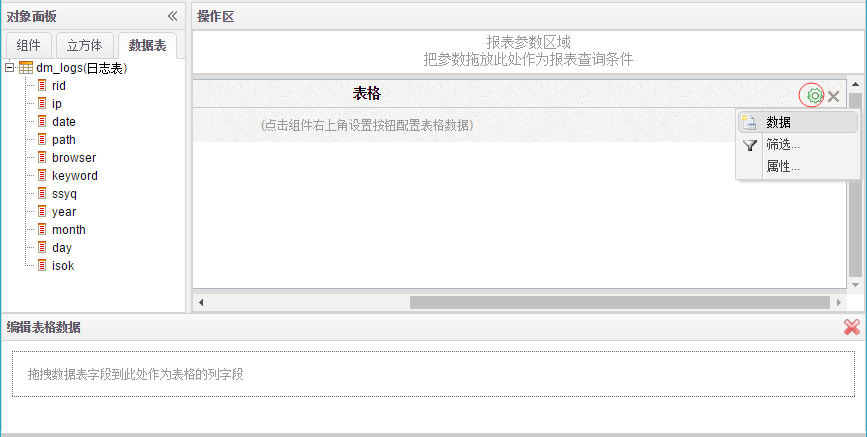 对象面板
组件
立方体
数据表
dm_logs(日志表)
rid
ip
date
path
browser
keyword
ssyq
year
month
day
isok
操作区
报表参数区域
把参数拖放此处作为报表查询条件
表格
(点击组件右上角设置按钮配置表格数据)
数据
筛选...
属性...
编辑表格数据
拖拽数据表字段到此处作为表格的列字段